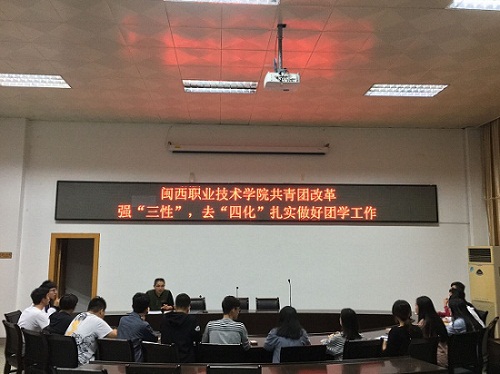 闽西职业技术学院共青团改革
强“三性”，去“四化”扎实做好团学工作